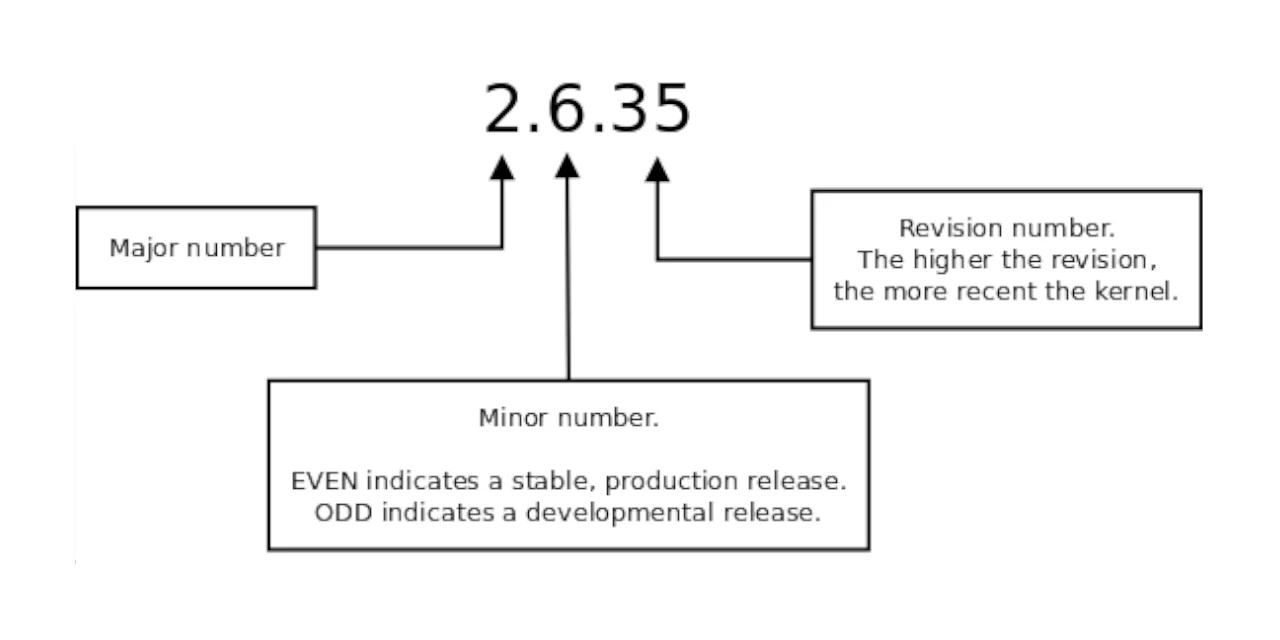 2.6.35
Major number
Revision number.
The higher the revision,
the more recent the kernel.
Minor number.
EVEN indicates a stable, production release.
ODD indicates a developmental release.